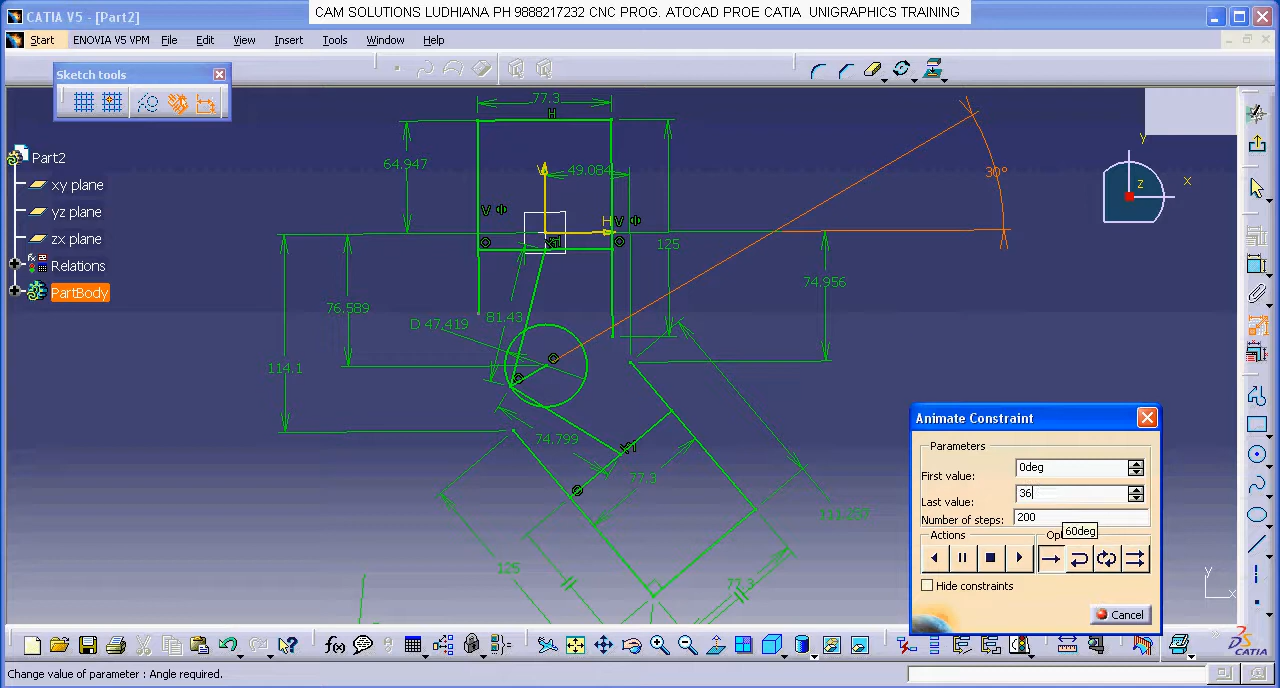 CATIA V5 - [Part2]
CAM SOLUTIONS LUDHIANA PH 9888217232 CNC PROG. ATOCAD PROE CATIA UNIGRAPHICS TRAINING
Start ENOVIA V5 VPM File Edit View Insert Tools Window Help
Sketch tools
Part2
xy plane
yz plane
zx plane
Relations
PartBody
77.3
H
64.947
49.084
V
V
H
V
125
30°
y
z
x
76.589
74.956
D 47.419
81.43
114.1
74.799
77.3
125
77.3
Animate Constraint
Parameters
First value: 0deg
Last value: 36
Number of steps: 200
60deg
Actions
Hide constraints
Cancel
y
x
f(x)
CATIA
Change value of parameter : Angle required.